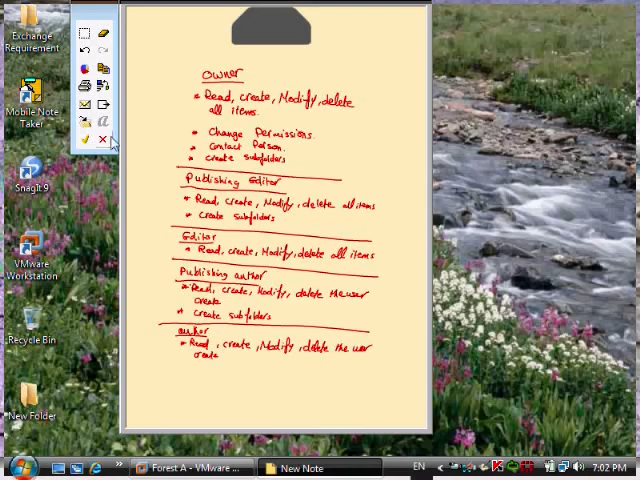 Exchange
Requirement
Mobile Note
Taker
SnagIt 9
VMware
Workstation
Recycle Bin
New Folder
Owner
* Read, create, Modify, delete
all items.
* Change Permissions.
* Contact Person.
* create subfolders
Publishing Editor
* Read, create, Modify, delete all items
* Create subfolders
Editor
* Read, create, Modify, delete all items
Publishing author
* Read, create, Modify, delete the user
create
* create subfolders
author
* Read, create, Modify, delete the user
create
Forest A - VMware ...
New Note
EN
7:02 PM